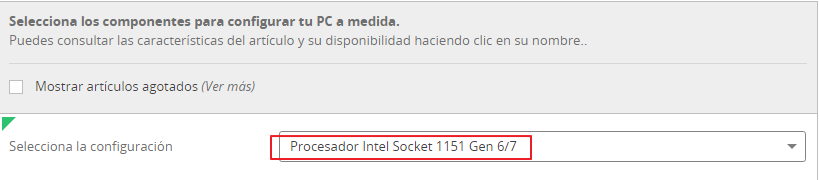 Selecciona los componentes para configurar tu PC a medida.
Puedes consultar las características del artículo y su disponibilidad haciendo clic en su nombre..
Mostrar artículos agotados (Ver más)
Selecciona la configuración
Procesador Intel Socket 1151 Gen 6/7